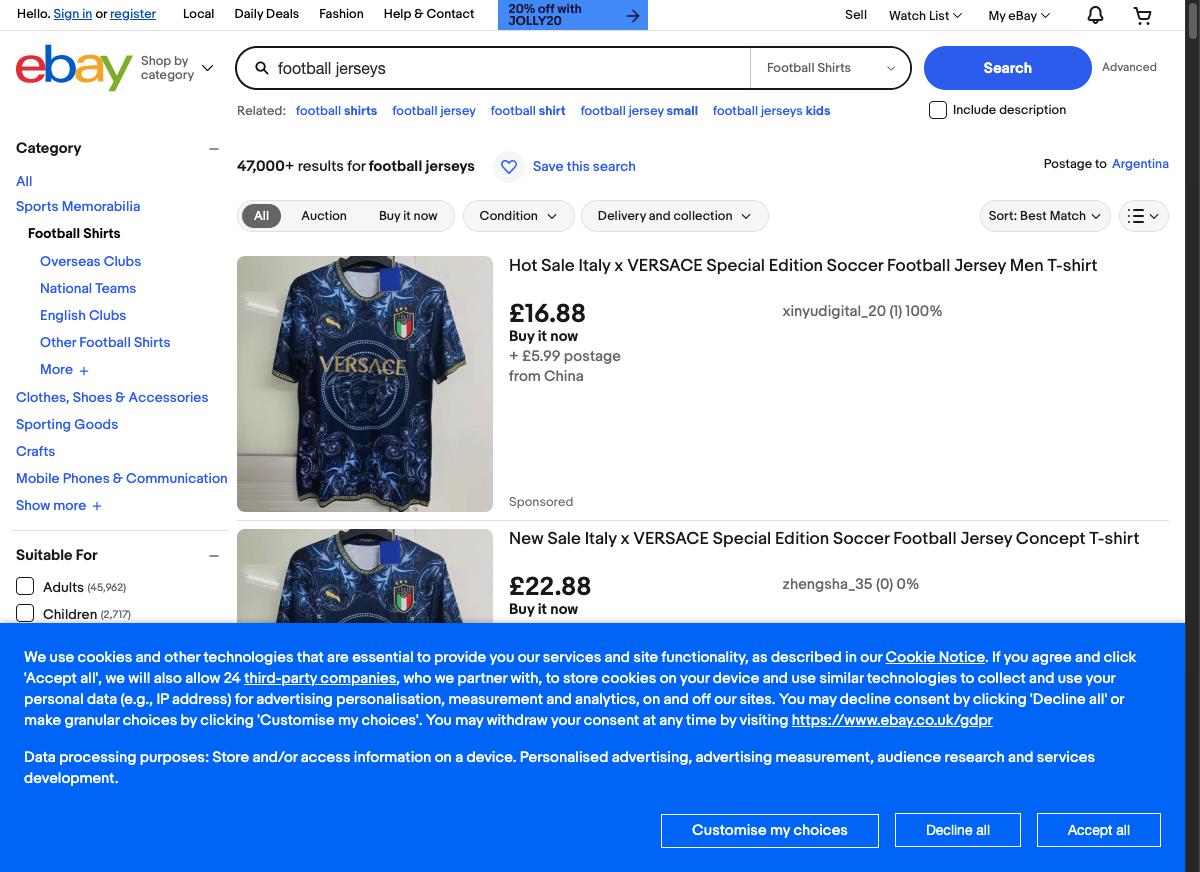 Hello. Sign in or register
Local
Daily Deals
Fashion
Help & Contact
20% off with
JOLLY20
Sell
Watch List
My eBay
ebay
Shop by
category
football jerseys
Football Shirts
Search
Advanced
Related: football shirts football jersey football shirt football jersey small football jerseys kids
Include description
Category
All
Sports Memorabilia
Football Shirts
Overseas Clubs
National Teams
English Clubs
Other Football Shirts
More
Clothes, Shoes & Accessories
Sporting Goods
Crafts
Mobile Phones & Communication
Show more
Suitable For
Adults (45,962)
Children (2,717)
47,000+ results for football jerseys
Save this search
Postage to Argentina
All
Auction
Buy it now
Condition
Delivery and collection
Sort: Best Match
VERSACE
Hot Sale Italy x VERSACE Special Edition Soccer Football Jersey Men T-shirt
£16.88
xinyudigital_20 (1) 100%
Buy it now
+ £5.99 postage
from China
Sponsored
New Sale Italy x VERSACE Special Edition Soccer Football Jersey Concept T-shirt
£22.88
zhengsha_35 (0) 0%
Buy it now
We use cookies and other technologies that are essential to provide you our services and site functionality, as described in our Cookie Notice. If you agree and click
'Accept all', we will also allow 24 third-party companies, who we partner with, to store cookies on your device and use similar technologies to collect and use your
personal data (e.g., IP address) for advertising personalisation, measurement and analytics, on and off our sites. You may decline consent by clicking 'Decline all' or
make granular choices by clicking 'Customise my choices'. You may withdraw your consent at any time by visiting https://www.ebay.co.uk/gdpr
Data processing purposes: Store and/or access information on a device. Personalised advertising, advertising measurement, audience research and services
development.
Customise my choices
Decline all
Accept all